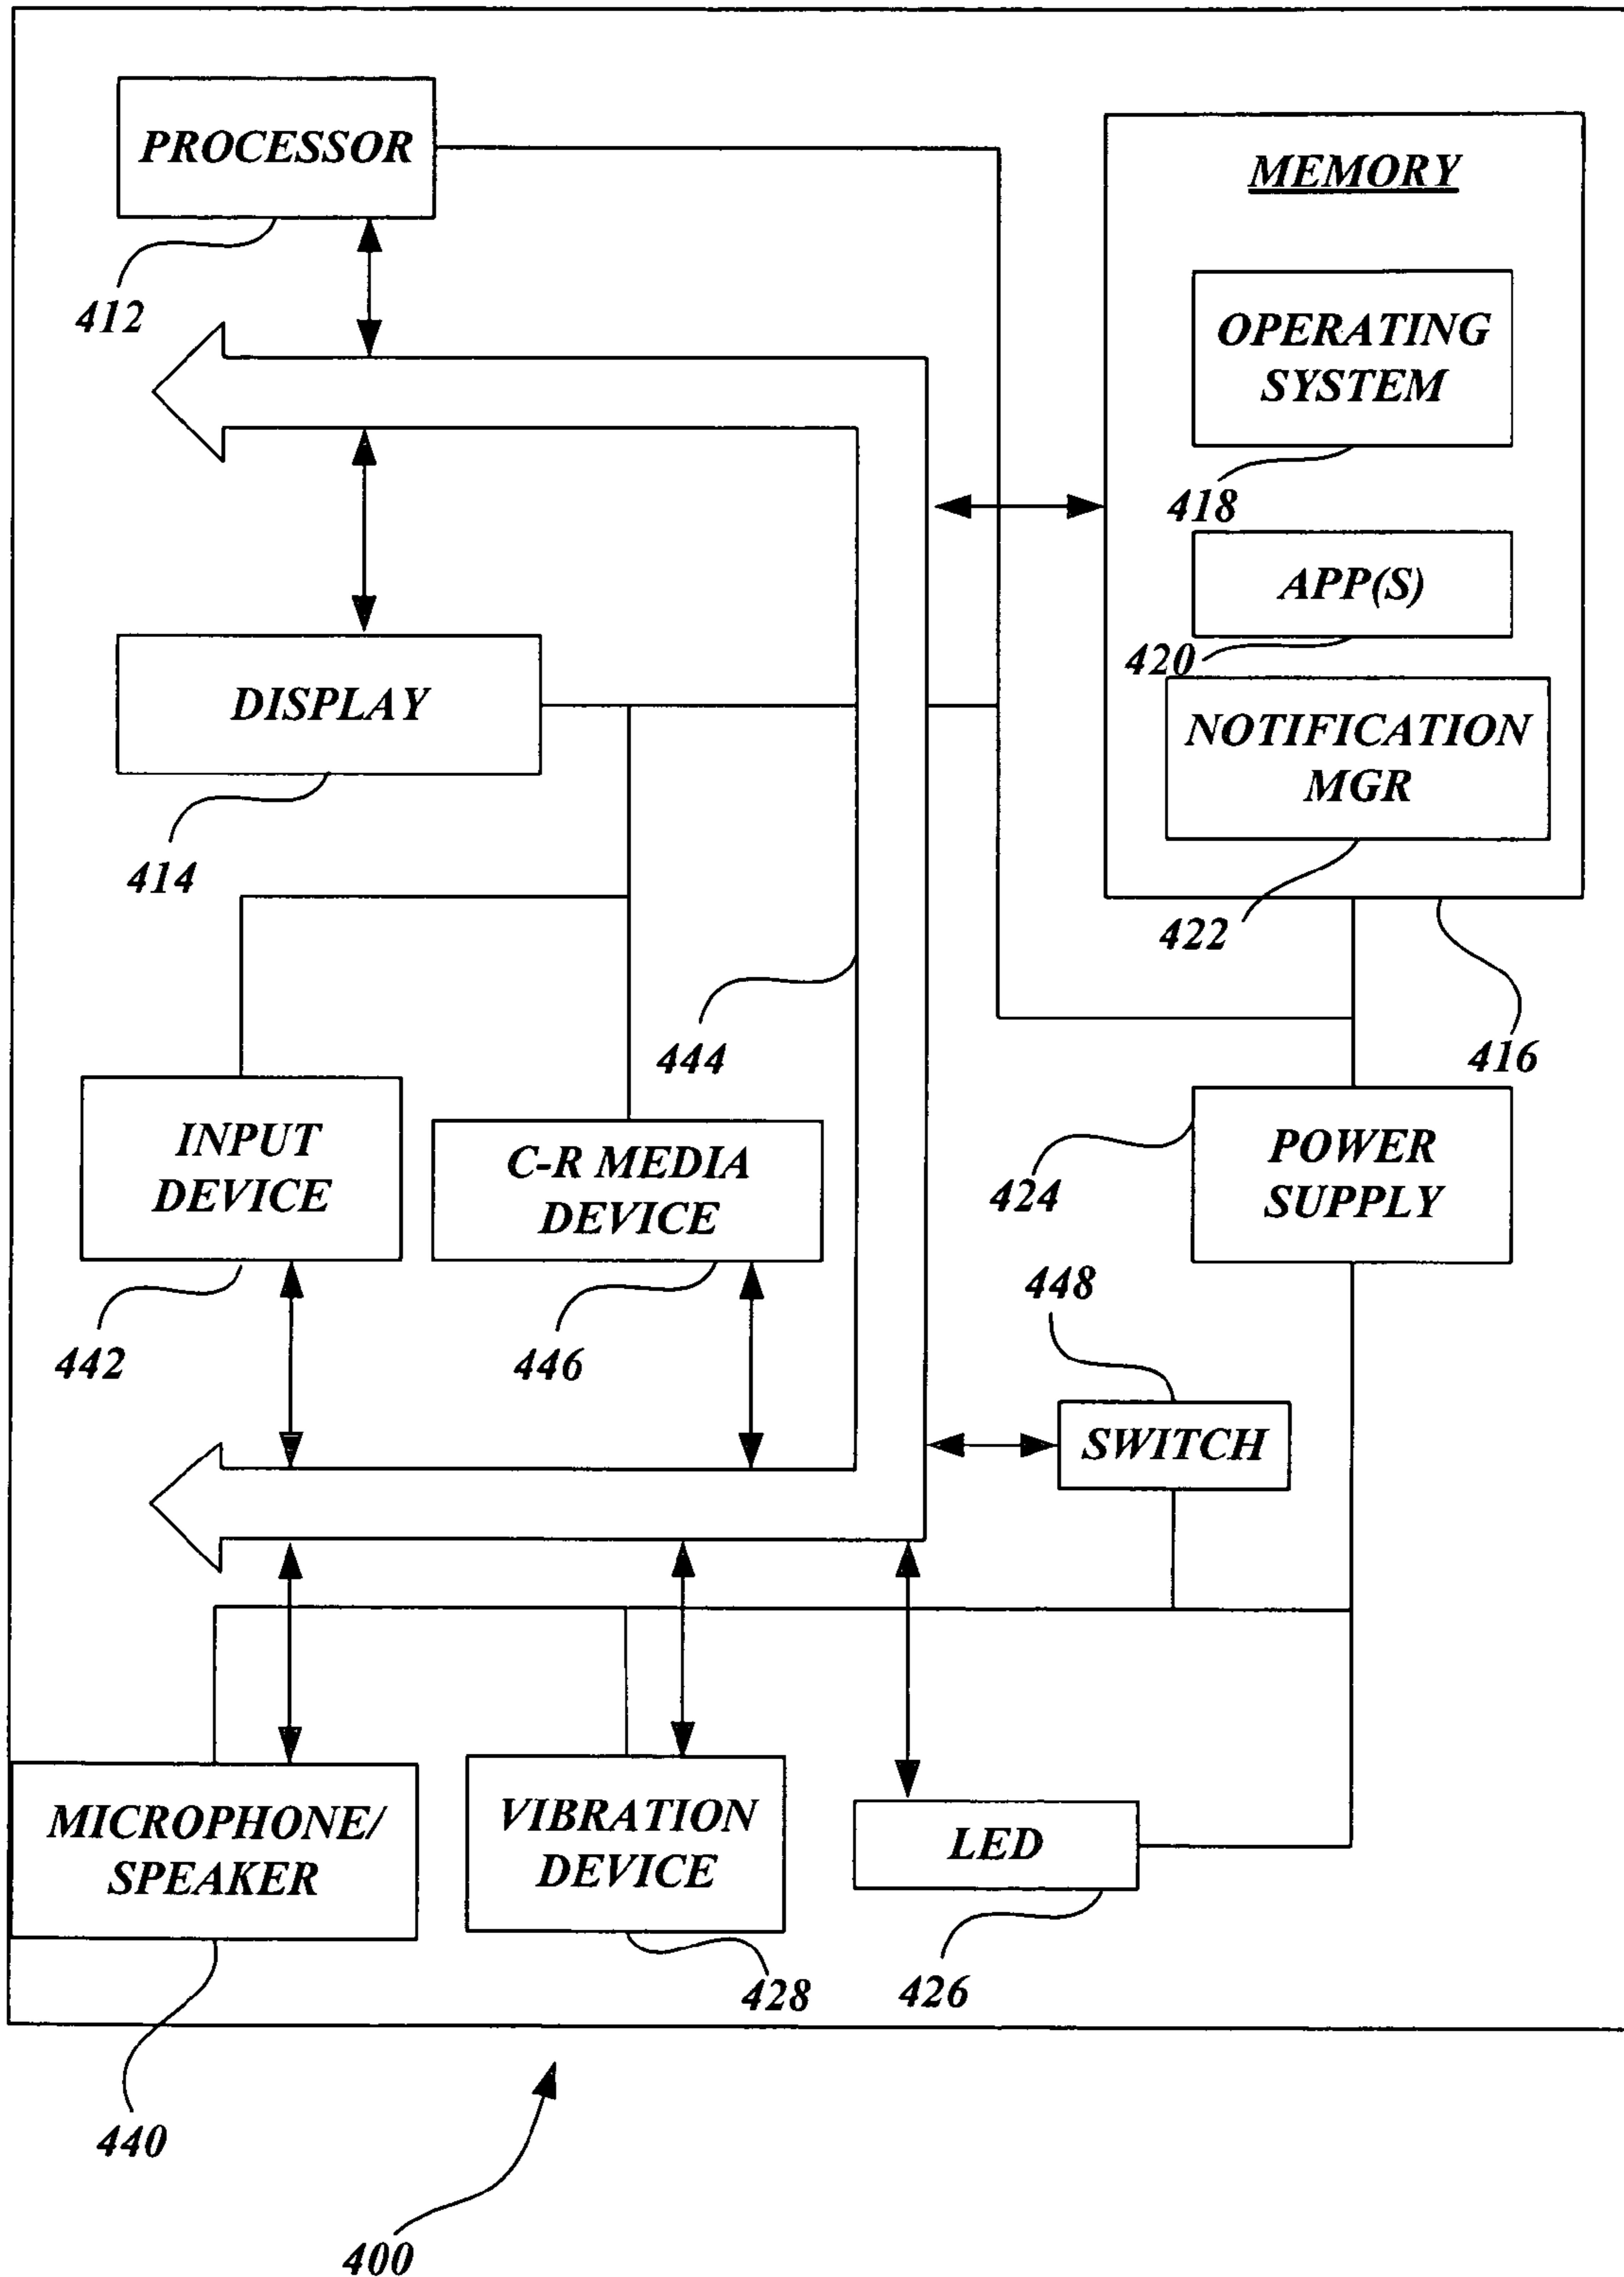 PROCESSOR
412
MEMORY
OPERATING
SYSTEM
418
APP(S)
420
NOTIFICATION
MGR
422
416
DISPLAY
414
444
INPUT
DEVICE
442
C-R MEDIA
DEVICE
446
POWER
SUPPLY
424
448
SWITCH
MICROPHONE/
SPEAKER
440
VIBRATION
DEVICE
428
LED
426
400